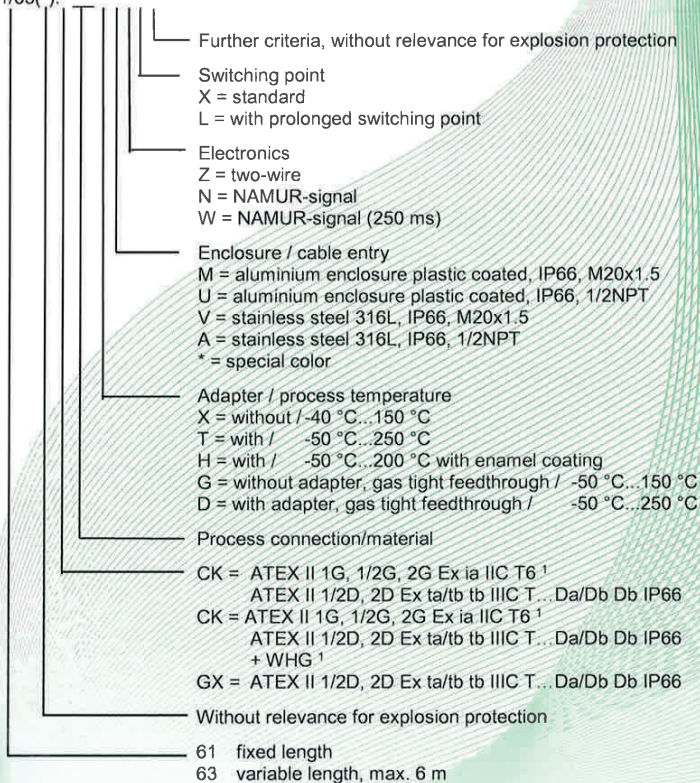 Further criteria, without relevance for explosion protection
Switching point
X = standard
L = with prolonged switching point
Electronics
Z = two-wire
N = NAMUR-signal
W = NAMUR-signal (250 ms)
Enclosure / cable entry
M = aluminium enclosure plastic coated, IP66, M20x1.5
U = aluminium enclosure plastic coated, IP66, 1/2NPT
V = stainless steel 316L, IP66, M20x1.5
A = stainless steel 316L, IP66, 1/2NPT
* = special color
Adapter / process temperature
X = without / -40 °C...150 °C
T = with / -50 °C...250 °C
H = with / -50 °C...200 °C with enamel coating
G = without adapter, gas tight feedthrough / -50 °C...150 °C
D = with adapter, gas tight feedthrough / -50 °C...250 °C
Process connection/material
CK = ATEX II 1G, 1/2G, 2G Ex ia IIC T6 ¹
ATEX II 1/2D, 2D Ex ta/tb tb IIIC T...Da/Db Db IP66
CK = ATEX II 1G, 1/2G, 2G Ex ia IIC T6 ¹
ATEX II 1/2D, 2D Ex ta/tb tb IIIC T...Da/Db Db IP66
+ WHG ¹
GX = ATEX II 1/2D, 2D Ex ta/tb tb IIIC T...Da/Db Db IP66
Without relevance for explosion protection
61 fixed length
63 variable length, max. 6 m